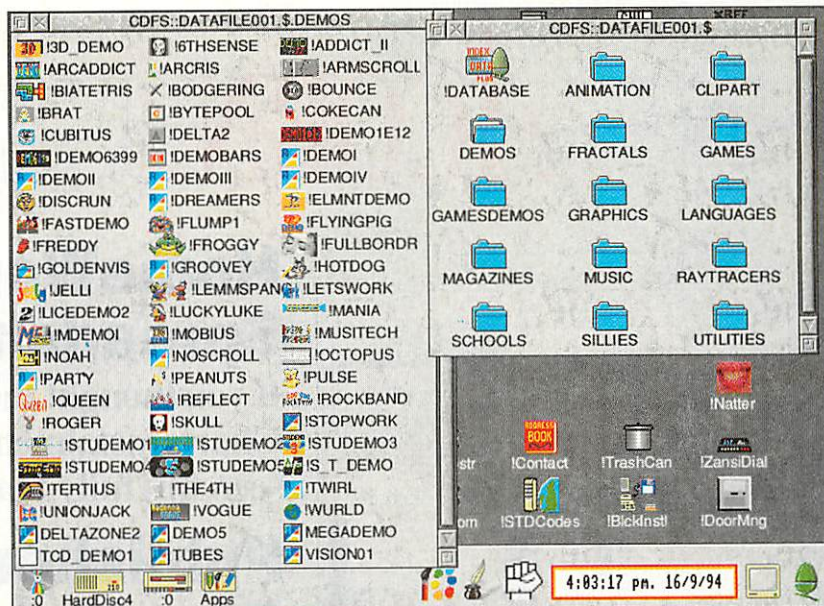 CDFS::DATAFILE001.$.DEMOS
!3D_DEMO !6THSENSE !ADDICT_II
!ARCADDICT !ARCRIS !ARMSCROLL
!BIATETRIS !BODGERING !BOUNCE
!BRAT !BYTEPOOL !COKECAN
!CUBITUS !DELTA2 !DEMO1E12
!DEMO6399 !DEMOBARS !DEMOI
!DEMOII !DEMOIII !DEMOIV
!DISCRUN !DREAMERS !ELMNTDEMO
!FASTDEMO !FLUMP1 !FLYINGPIG
!FREDDY !FROGGY !FULLBORDR
!GOLDENVIS !GROOVEY !HOTDOG
!JELLI !LEMMSPANG !LETSWORK
!LICEDEMO2 !LUCKYLUKE !MANIA
!MDEMOI !MOBIUS !MUSITECH
!NOAH !NOSCROLL !OCTOPUS
!PARTY !PEANUTS !PULSE
!QUEEN !REFLECT !ROCKBAND
!ROGER !SKULL !STOPWORK
!STUDEMO1 !STUDEMO2 !STUDEMO3
!STUDEMO4 !STUDEMO5 !S_T_DEMO
!TERTIUS !THE4TH !TWIRL
!UNIONJACK !VOGUE !WURLD
DELTAZONE2 DEMO5 MEGADEMO
TCD_DEMO1 TUBES VISION01
CDFS::DATAFILE001.$
!DATABASE ANIMATION CLIPART
DEMOS FRACTALS GAMES
GAMESDEMOS GRAPHICS LANGUAGES
MAGAZINES MUSIC RAYTRACERS
SCHOOLS SILLIES UTILITIES
!Natter
ADDRESS
BOOK
str !Contact !TrashCan !ZansiDial
om !STDCodes !BlckInst! !DoorMng
:0 HardDisc4 :0 Apps
4:03:17 pm. 16/9/94